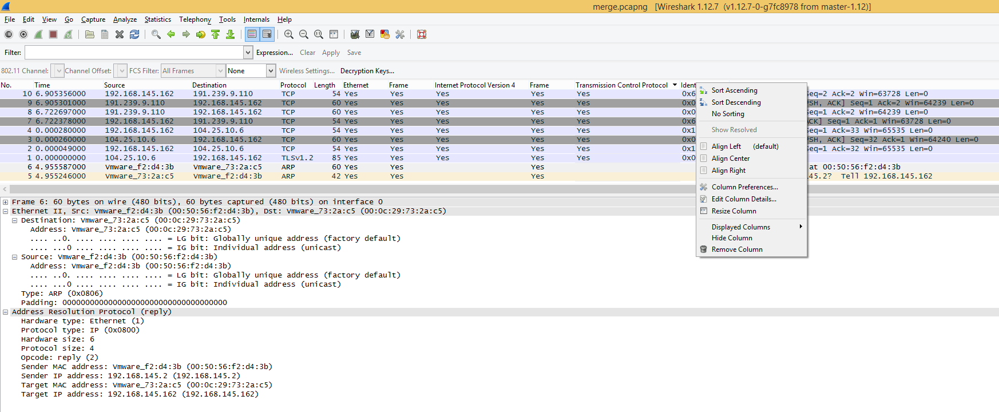 merge.pcapng [Wireshark 1.12.7 (v1.12.7-0-g7fc8978 from master-1.12)]
File Edit View Go Capture Analyze Statistics Telephony Tools Internals Help
Filter: Expression... Clear Apply Save
802.11 Channel: Channel Offset: FCS Filter: All Frames None Wireless Settings... Decryption Keys...
No. Time Source Destination Protocol Length Ethernet Frame Internet Protocol Version 4 Frame Transmission Control Protocol Ident
10 6.905356000 192.168.145.162 191.239.9.110 TCP 54 Yes Yes Yes Yes Yes 0x6 Seq=2 Ack=2 Win=63728 Len=0
9 6.905301000 191.239.9.110 192.168.145.162 TCP 60 Yes Yes Yes Yes Yes 0x0 PSH, ACK] Seq=1 Ack=2 Win=64239 Len=0
8 6.722697000 191.239.9.110 192.168.145.162 TCP 60 Yes Yes Yes Yes Yes 0x0 Seq=1 Ack=2 Win=64239 Len=0
7 6.722378000 192.168.145.162 191.239.9.110 TCP 54 Yes Yes Yes Yes Yes 0x6 ACK] Seq=1 Ack=1 Win=63728 Len=0
4 0.000280000 192.168.145.162 104.25.10.6 TCP 54 Yes Yes Yes Yes Yes 0x1 Seq=1 Ack=33 Win=65535 Len=0
3 0.000260000 104.25.10.6 192.168.145.162 TCP 60 Yes Yes Yes Yes Yes 0x0 PSH, ACK] Seq=32 Ack=1 Win=64240 Len=0
2 0.000049000 192.168.145.162 104.25.10.6 TCP 54 Yes Yes Yes Yes Yes 0x1 Seq=1 Ack=32 Win=65535 Len=0
1 0.000000000 104.25.10.6 192.168.145.162 TLSv1.2 85 Yes Yes Yes Yes Yes 0x0
6 4.955587000 Vmware_f2:d4:3b Vmware_73:2a:c5 ARP 60 Yes Yes Yes at 00:50:56:f2:d4:3b
5 4.955246000 Vmware_73:2a:c5 Vmware_f2:d4:3b ARP 42 Yes Yes Yes 45.2? Tell 192.168.145.162
Sort Ascending
Sort Descending
No Sorting
Show Resolved
Align Left (default)
Align Center
Align Right
Column Preferences...
Edit Column Details...
Resize Column
Displayed Columns
Hide Column
Remove Column
Frame 6: 60 bytes on wire (480 bits), 60 bytes captured (480 bits) on interface 0
Ethernet II, Src: Vmware_f2:d4:3b (00:50:56:f2:d4:3b), Dst: Vmware_73:2a:c5 (00:0c:29:73:2a:c5)
Destination: Vmware_73:2a:c5 (00:0c:29:73:2a:c5)
Address: Vmware_73:2a:c5 (00:0c:29:73:2a:c5)
.... ..0. .... .... .... .... = LG bit: Globally unique address (factory default)
.... ...0 .... .... .... .... = IG bit: Individual address (unicast)
Source: Vmware_f2:d4:3b (00:50:56:f2:d4:3b)
Address: Vmware_f2:d4:3b (00:50:56:f2:d4:3b)
.... ..0. .... .... .... .... = LG bit: Globally unique address (factory default)
.... ...0 .... .... .... .... = IG bit: Individual address (unicast)
Type: ARP (0x0806)
Padding: 000000000000000000000000000000000000
Address Resolution Protocol (reply)
Hardware type: Ethernet (1)
Protocol type: IP (0x0800)
Hardware size: 6
Protocol size: 4
Opcode: reply (2)
Sender MAC address: Vmware_f2:d4:3b (00:50:56:f2:d4:3b)
Sender IP address: 192.168.145.2 (192.168.145.2)
Target MAC address: Vmware_73:2a:c5 (00:0c:29:73:2a:c5)
Target IP address: 192.168.145.162 (192.168.145.162)